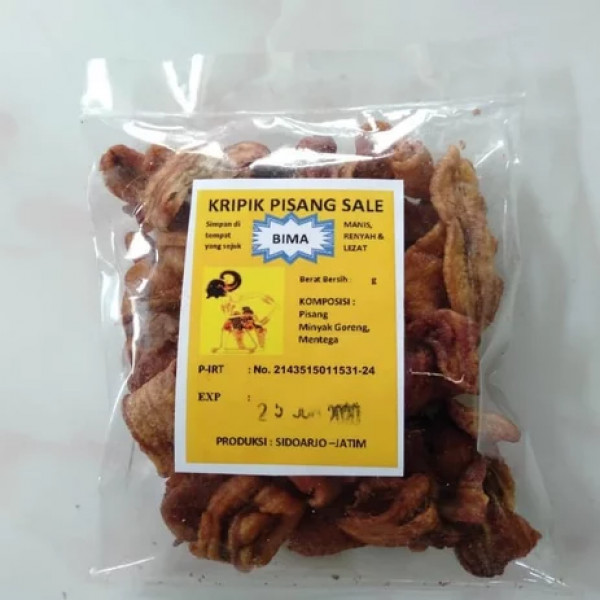 KRIPIK PISANG SALE
Simpan di
tempat
yang sejuk
BIMA
MANIS,
RENYAH &
LEZAT
Berat Bersih : g
KOMPOSISI :
Pisang
Minyak Goreng,
Mentega
P-IRT : No. 2143515011531-24
EXP :
25
PRODUKSI : SIDOARJO –JATIM